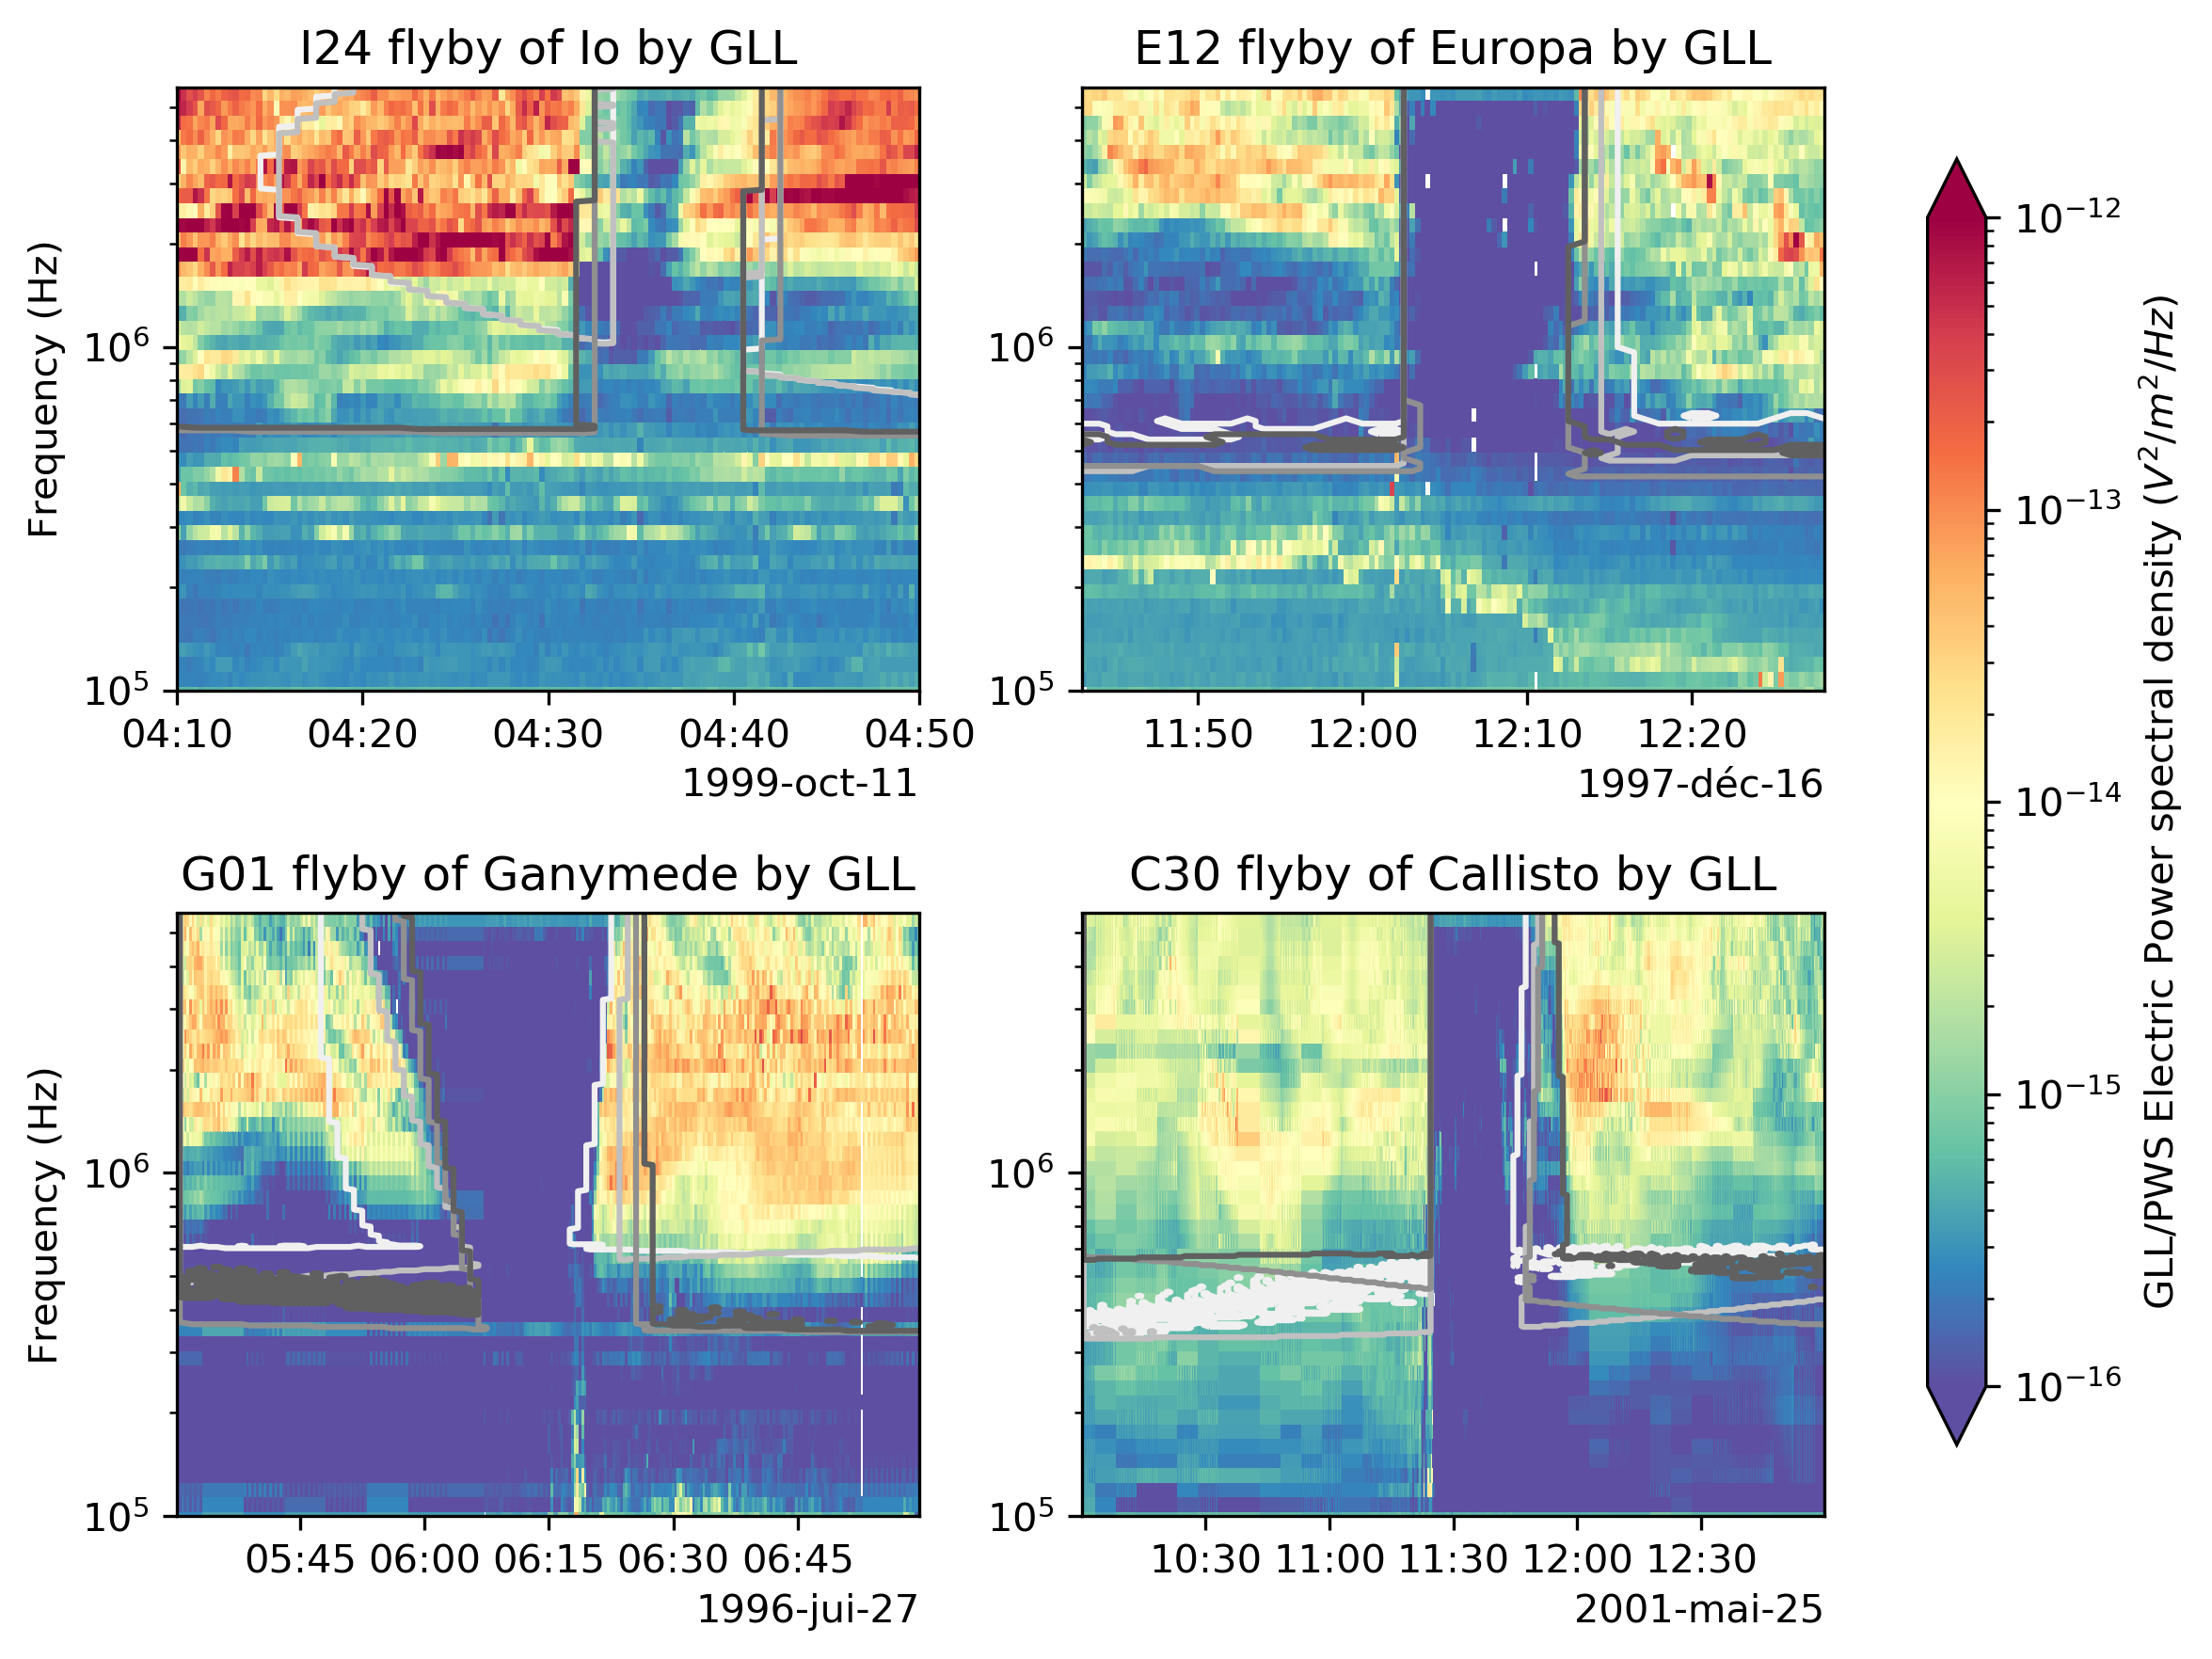 I24 flyby of Io by GLL
E12 flyby of Europa by GLL
Frequency (Hz)
10⁶
10⁵
04:10 04:20 04:30 04:40 04:50
1999-oct-11
10⁶
10⁵
11:50 12:00 12:10 12:20
1997-déc-16
G01 flyby of Ganymede by GLL
C30 flyby of Callisto by GLL
Frequency (Hz)
10⁶
10⁵
05:45 06:00 06:15 06:30 06:45
1996-jui-27
10⁶
10⁵
10:30 11:00 11:30 12:00 12:30
2001-mai-25
10⁻¹²
10⁻¹³
10⁻¹⁴
10⁻¹⁵
10⁻¹⁶
GLL/PWS Electric Power spectral density (V²/m²/Hz)